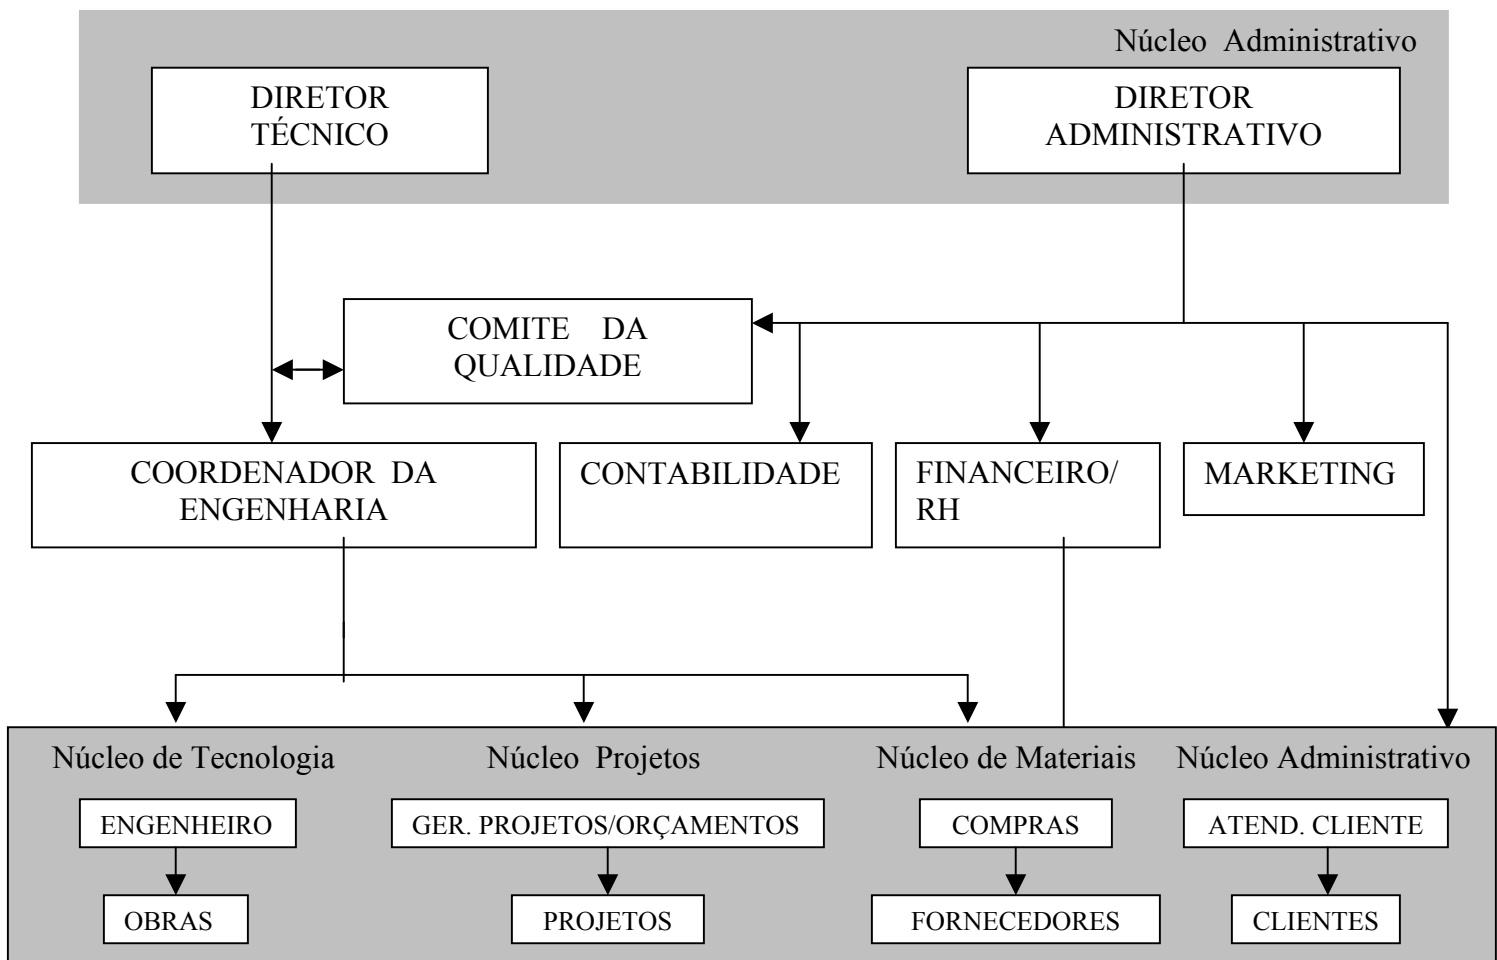 Núcleo Administrativo
DIRETOR
TÉCNICO
DIRETOR
ADMINISTRATIVO
COMITE DA
QUALIDADE
COORDENADOR DA
ENGENHARIA
CONTABILIDADE
FINANCEIRO/
RH
MARKETING
Núcleo de Tecnologia
Núcleo Projetos
Núcleo de Materiais
Núcleo Administrativo
ENGENHEIRO
GER. PROJETOS/ORÇAMENTOS
COMPRAS
ATEND. CLIENTE
OBRAS
PROJETOS
FORNECEDORES
CLIENTES